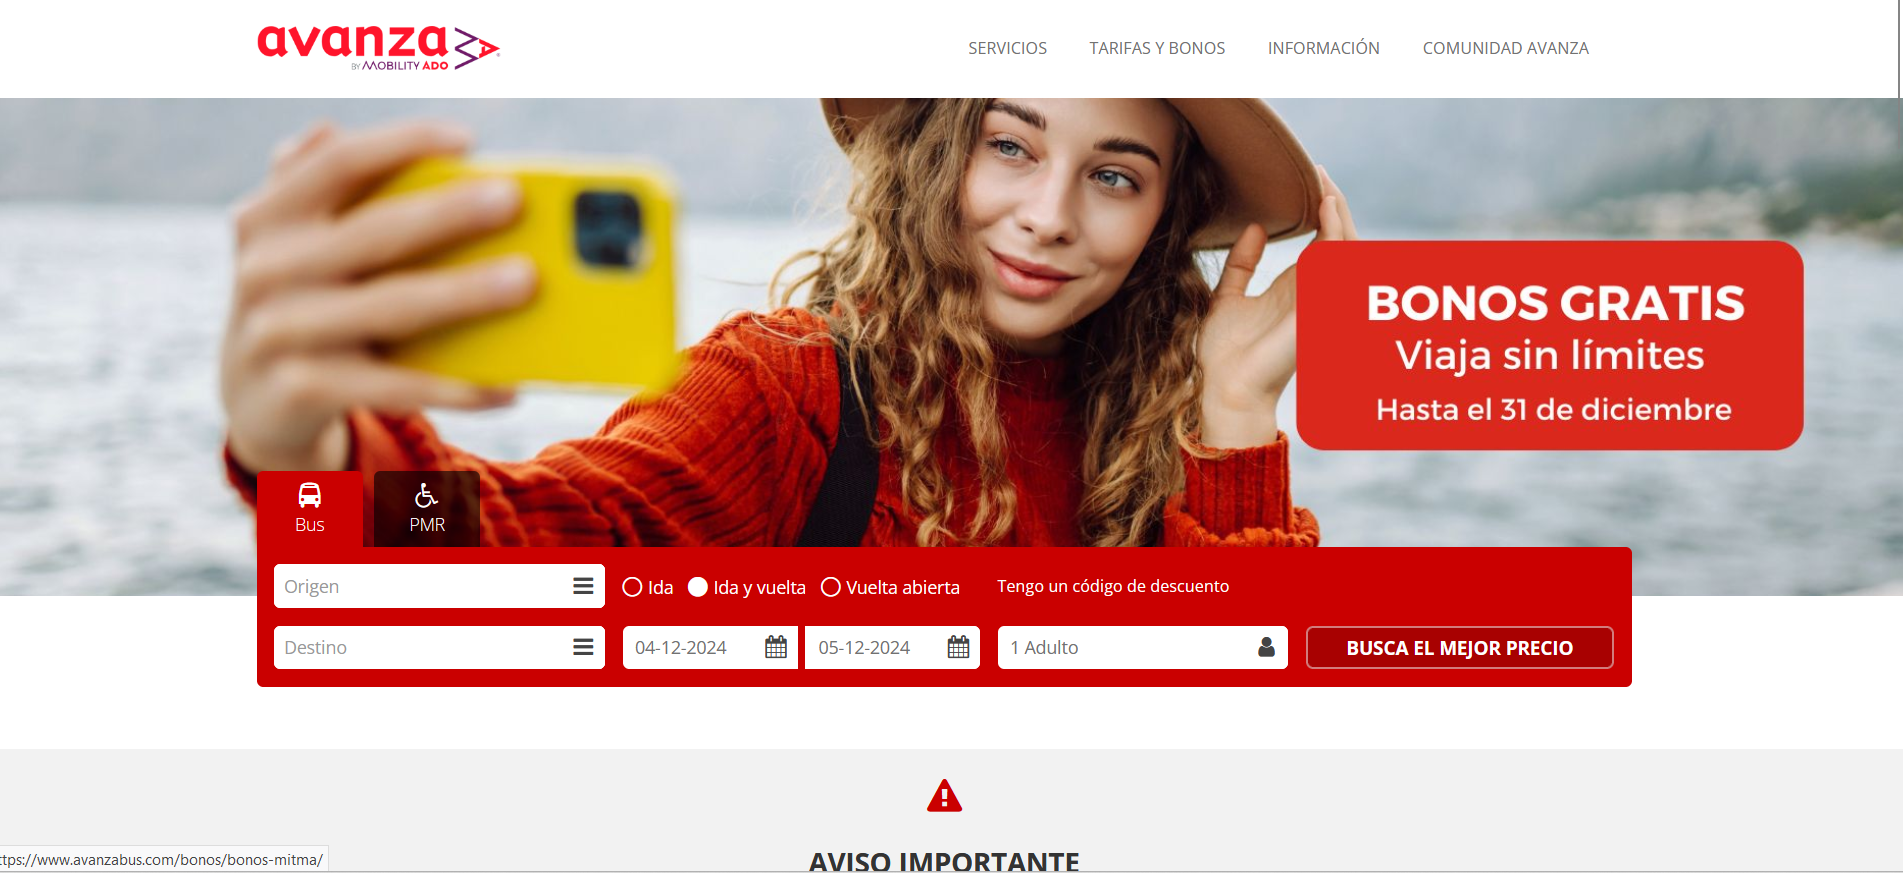 avanza
BY MOBILITY ADO
SERVICIOS
TARIFAS Y BONOS
INFORMACIÓN
COMUNIDAD AVANZA
BONOS GRATIS
Viaja sin límites
Hasta el 31 de diciembre
Bus
PMR
Origen
Ida
Ida y vuelta
Vuelta abierta
Tengo un código de descuento
Destino
04-12-2024
05-12-2024
1 Adulto
BUSCA EL MEJOR PRECIO
AVISO IMPORTANTE
ttps://www.avanzabus.com/bonos/bonos-mitma/